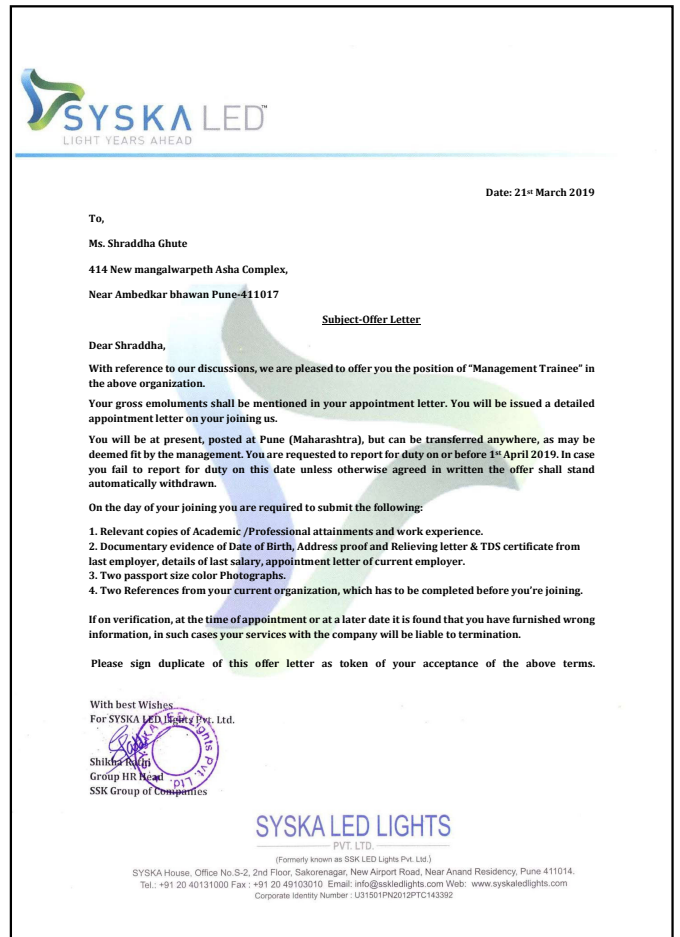 SYSKA LED™
LIGHT YEARS AHEAD
Date: 21st March 2019
To,
Ms. Shraddha Ghute
414 New mangalwarpeth Asha Complex,
Near Ambedkar bhawan Pune-411017
Subject-Offer Letter
Dear Shraddha,
With reference to our discussions, we are pleased to offer you the position of “Management Trainee” in
the above organization.
Your gross emoluments shall be mentioned in your appointment letter. You will be issued a detailed
appointment letter on your joining us.
You will be at present, posted at Pune (Maharashtra), but can be transferred anywhere, as may be
deemed fit by the management. You are requested to report for duty on or before 1st April 2019. In case
you fail to report for duty on this date unless otherwise agreed in written the offer shall stand
automatically withdrawn.
On the day of your joining you are required to submit the following:
1. Relevant copies of Academic /Professional attainments and work experience.
2. Documentary evidence of Date of Birth, Address proof and Relieving letter & TDS certificate from
last employer, details of last salary, appointment letter of current employer.
3. Two passport size color Photographs.
4. Two References from your current organization, which has to be completed before you’re joining.
If on verification, at the time of appointment or at a later date it is found that you have furnished wrong
information, in such cases your services with the company will be liable to termination.
Please sign duplicate of this offer letter as token of your acceptance of the above terms.
With best Wishes
For SYSKA LED Lights Pvt. Ltd.
Shikha Rathi
Group HR Head
SSK Group of Companies
SYSKA LED Lights Pvt. Ltd.
SYSKA LED LIGHTS
PVT. LTD.
(Formerly known as SSK LED Lights Pvt. Ltd.)
SYSKA House, Office No.S-2, 2nd Floor, Sakorenagar, New Airport Road, Near Anand Residency, Pune 411014.
Tel.: +91 20 40131000 Fax : +91 20 49103010 Email: info@sskledlights.com Web: www.syskaledlights.com
Corporate Identity Number : U31501PN2012PTC143392